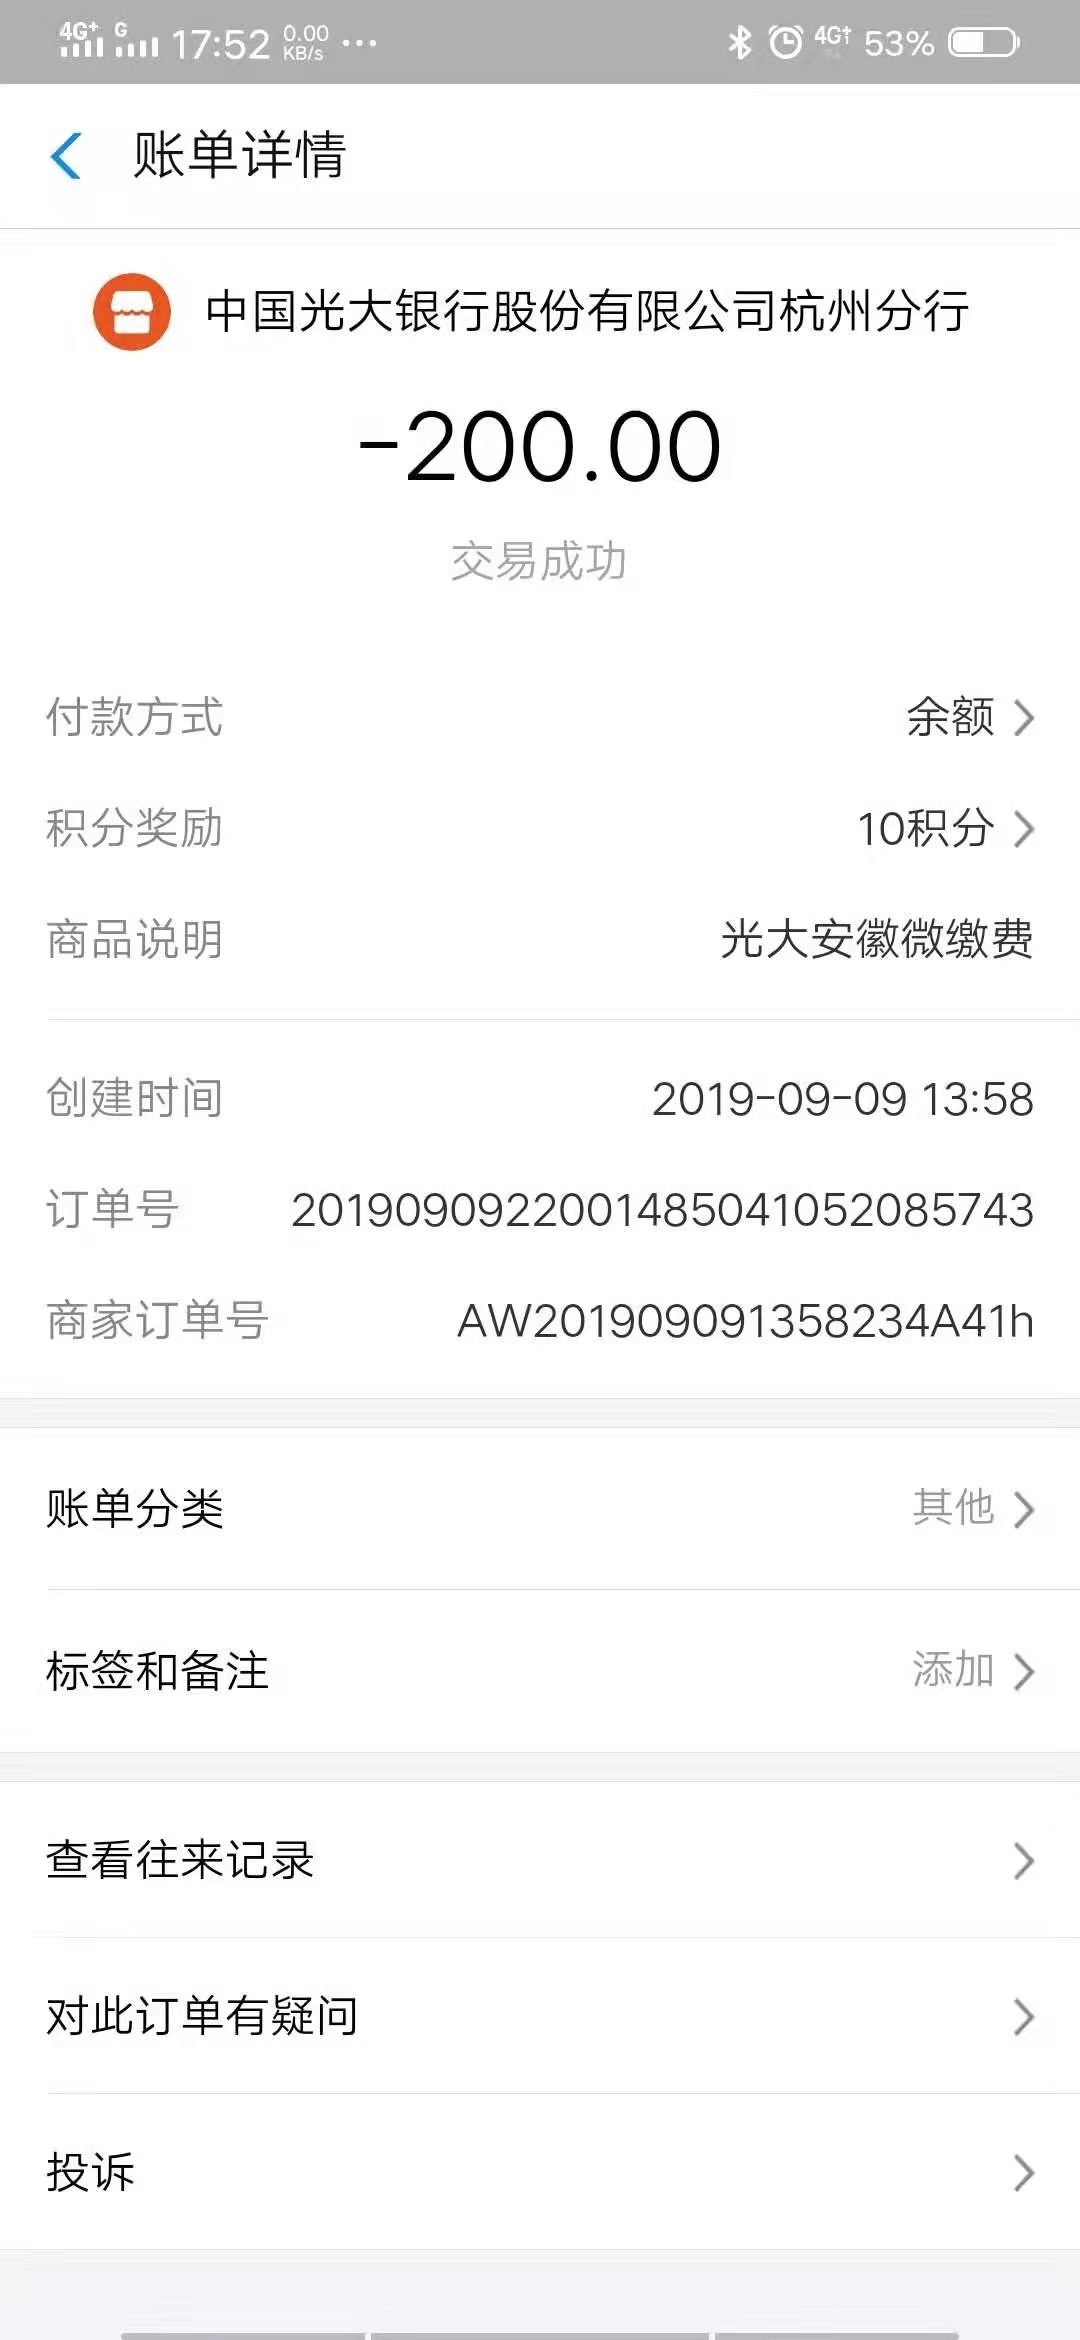 4G+ G 17:52 0.00 KB/s ... 4G 53%
账单详情
中国光大银行股份有限公司杭州分行
-200.00
交易成功
付款方式 余额
积分奖励 10积分
商品说明 光大安徽微缴费
创建时间 2019-09-09 13:58
订单号 2019090922001485041052085743
商家订单号 AW201909091358234A41h
账单分类 其他
标签和备注 添加
查看往来记录
对此订单有疑问
投诉